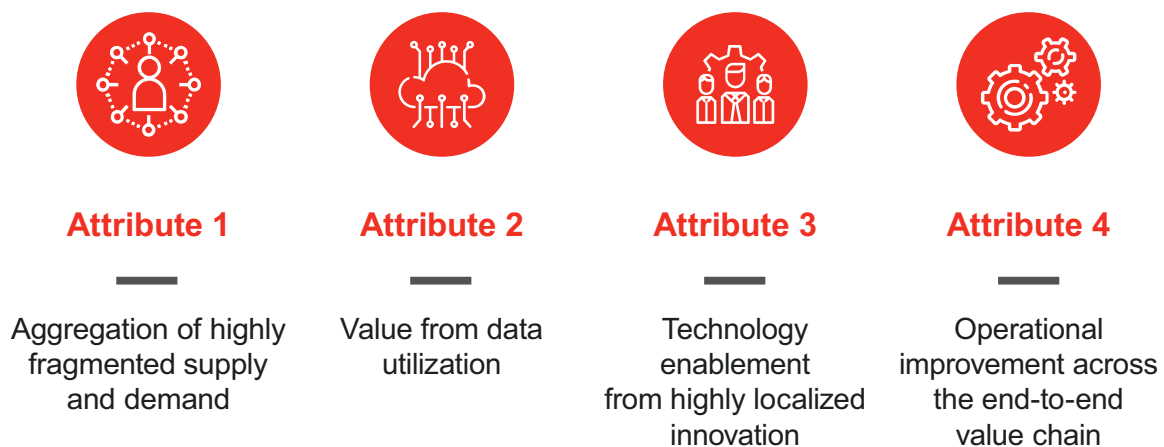 Attribute 1
Aggregation of highly
fragmented supply
and demand
Attribute 2
Value from data
utilization
Attribute 3
Technology
enablement
from highly localized
innovation
Attribute 4
Operational
improvement across
the end-to-end
value chain